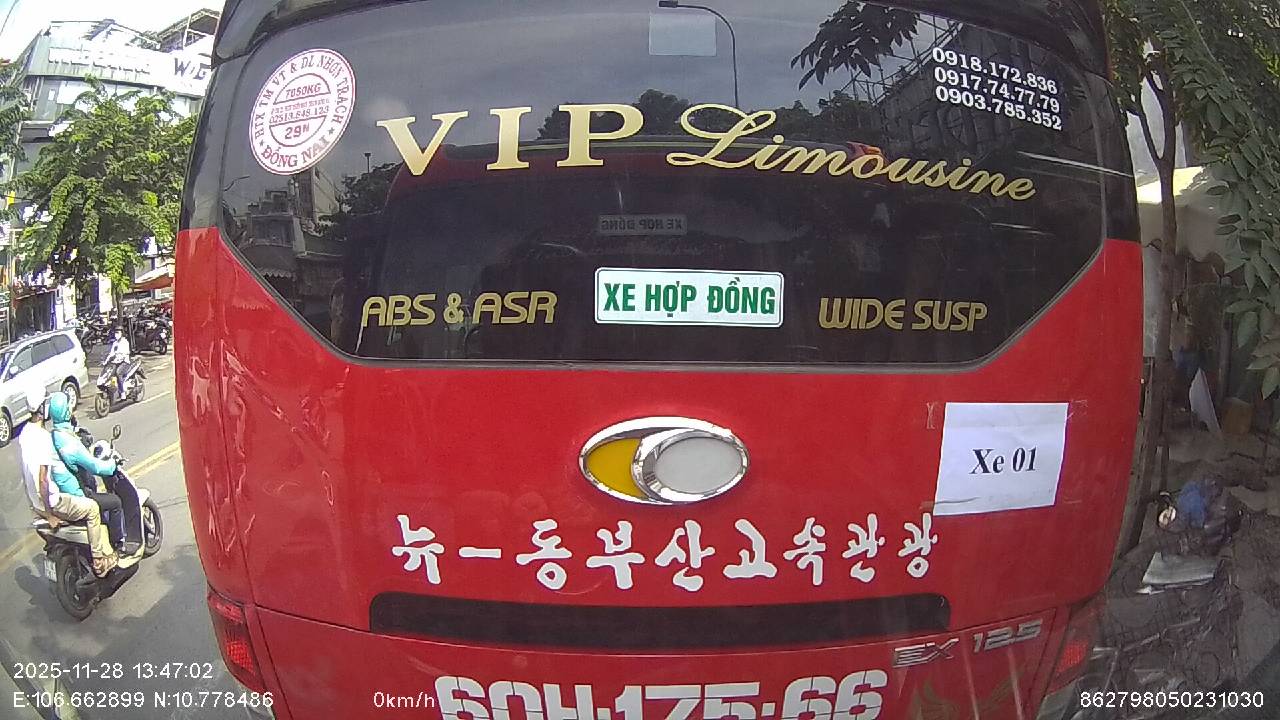 HTX TM VT & DL NHƠN TRẠCH
7050KG
02513.648.123
29N
ĐỒNG NAI
VIP Limousine
0918.172.836
0917.74.77.79
0903.785.352
XE HỢP ĐỒNG
ABS & ASR
XE HỢP ĐỒNG
WIDE SUSP
Xe 01
뉴-동부산고속관광
EX 125
60H-175.66
2025-11-28 13:47:02
E:106.662899 N:10.778486
0km/h
862798050231030